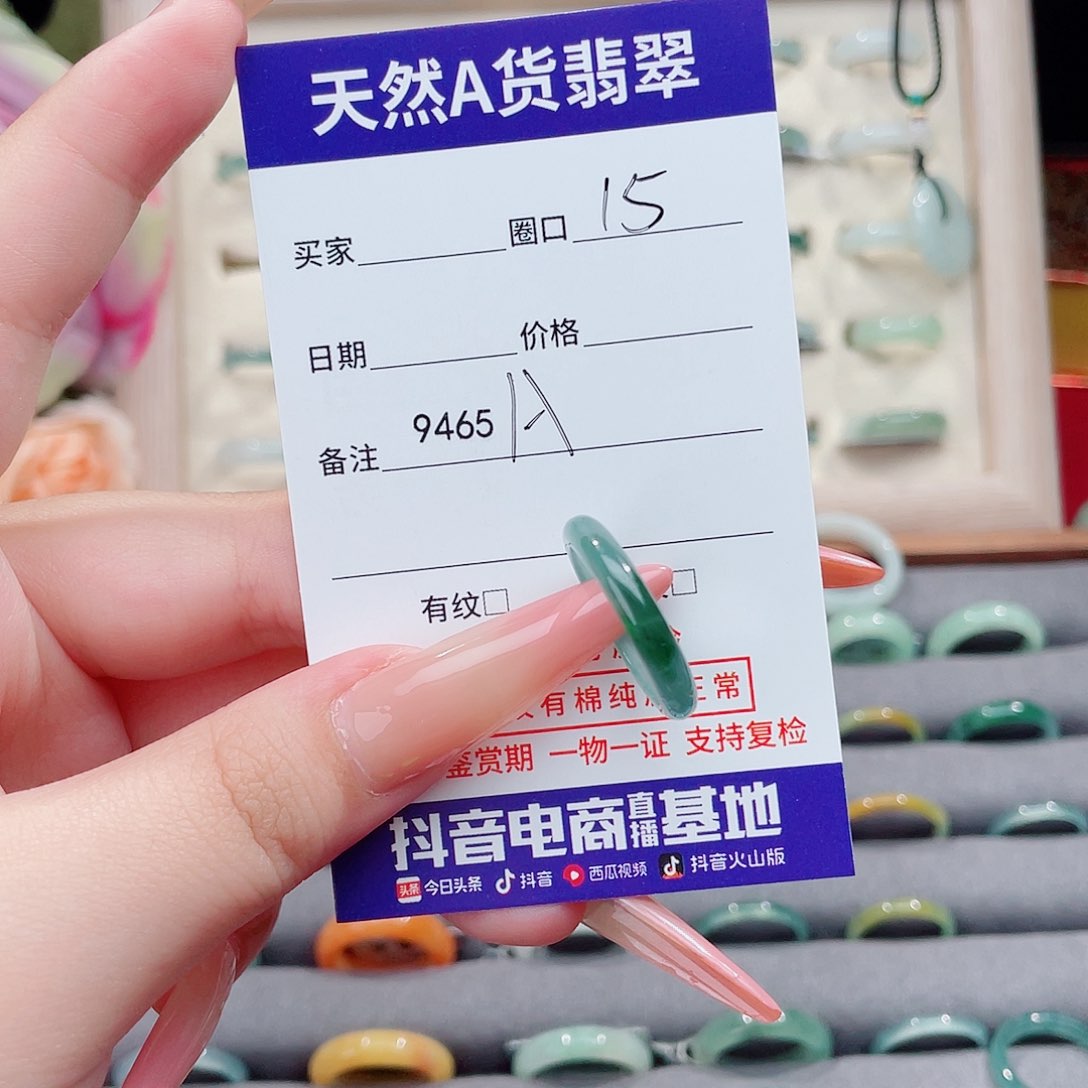 天然A货翡翠
买家 圈口 15
日期 价格
备注 9465 A
有纹□ □
有棉纯 正常
鉴赏期 一物一证 支持复检
抖音电商直播基地
头条 今日头条 抖音 西瓜视频 抖音火山版